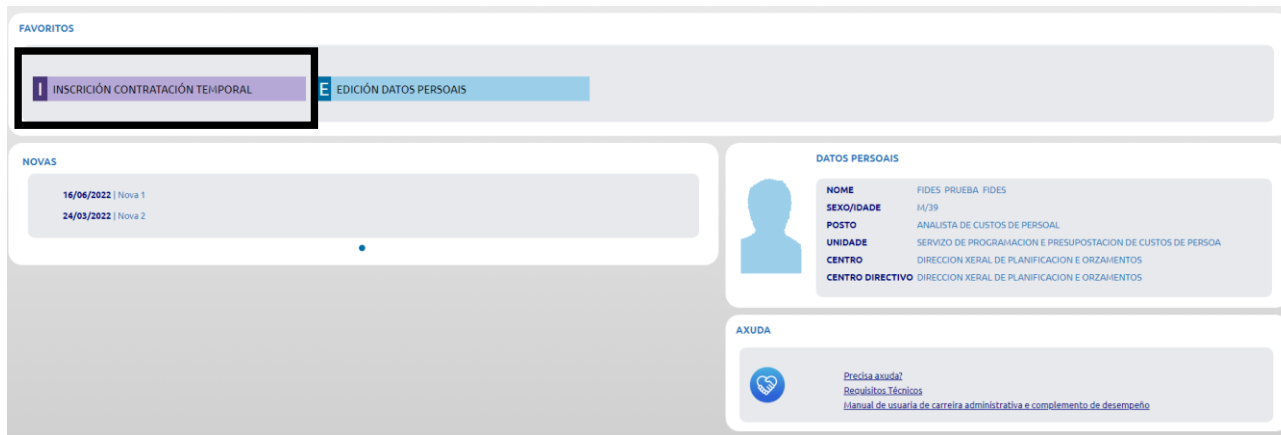 FAVORITOS
I INSCRICIÓN CONTRATACIÓN TEMPORAL
E EDICIÓN DATOS PERSOAIS
NOVAS
16/06/2022 | Nova 1
24/03/2022 | Nova 2
DATOS PERSOAIS
NOME FIDES PRUEBA FIDES
SEXO/IDADE M/39
POSTO ANALISTA DE CUSTOS DE PERSOAL
UNIDADE SERVIZO DE PROGRAMACION E PRESUPOSTACION DE CUSTOS DE PERSOA
CENTRO DIRECCION XERAL DE PLANIFICACION E ORZAMENTOS
CENTRO DIRECTIVO DIRECCION XERAL DE PLANIFICACION E ORZAMENTOS
AXUDA
Precisa axuda?
Requisitos Técnicos
Manual de usuaria de carreira administrativa e complemento de desempeño